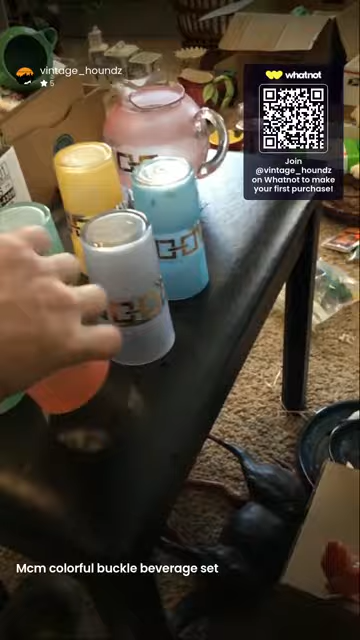 vintage_houndz
5
whatnot
Join
@vintage_houndz
on Whatnot to make
your first purchase!
Mcm colorful buckle beverage set